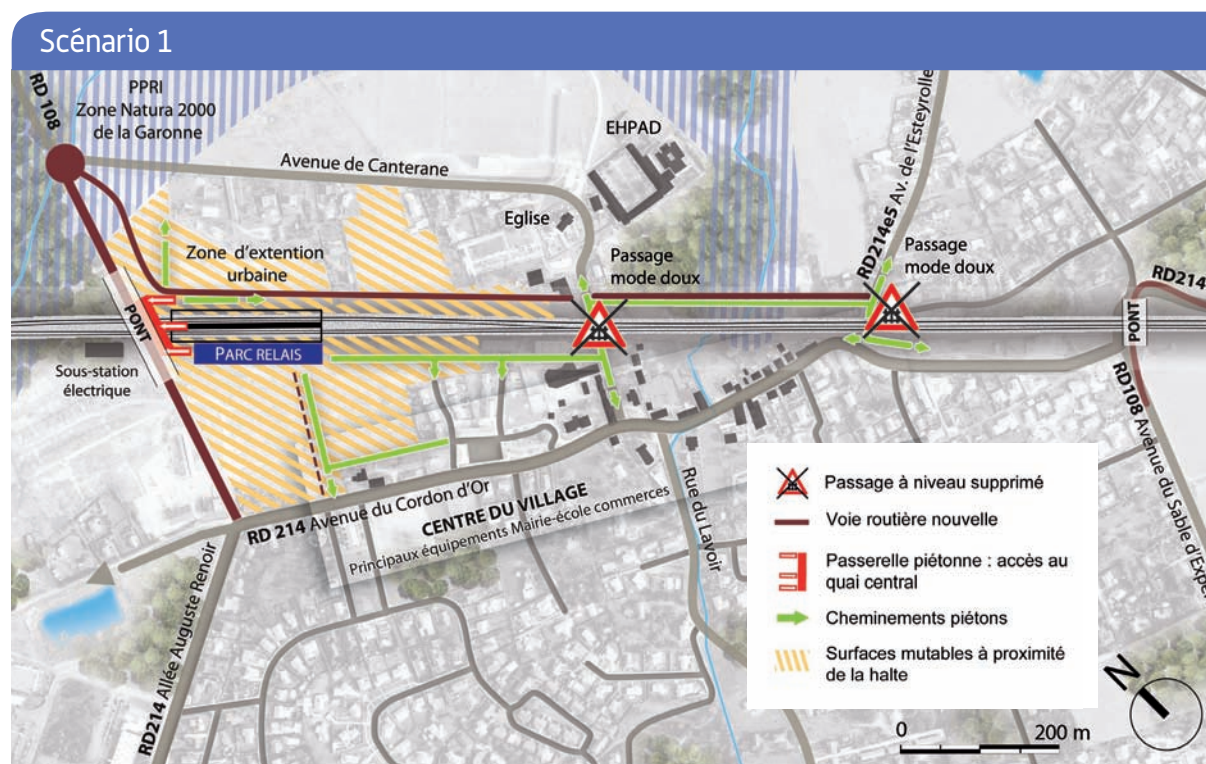 Scénario 1
RD 108
PPRI
Zone Natura 2000
de la Garonne
Avenue de Canterane
EHPAD
Eglise
RD214e5 Av. de l'Esteyrolle
Zone d'extention
urbaine
Passage
mode doux
Passage
mode doux
RD214
PONT
PONT
PARC RELAIS
Sous-station
électrique
RD 214 Avenue du Cordon d'Or
CENTRE DU VILLAGE
Principaux équipements Mairie-école commerces
Rue du Lavoir
RD108 Avenue du Sable d'Exper
RD214 Allée Auguste Renoir
Passage à niveau supprimé
Voie routière nouvelle
Passerelle piétonne : accès au
quai central
Cheminements piétons
Surfaces mutables à proximité
de la halte
N
0 200 m